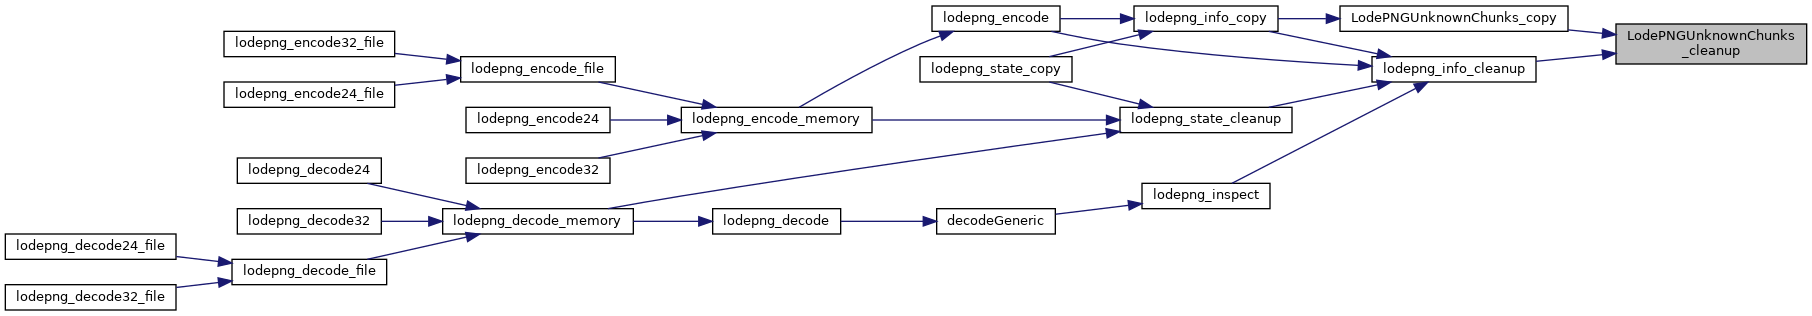 lodepng_encode
lodepng_info_copy
LodePNGUnknownChunks_copy
LodePNGUnknownChunks
_cleanup
lodepng_encode32_file
lodepng_encode_file
lodepng_state_copy
lodepng_info_cleanup
lodepng_encode24_file
lodepng_encode24
lodepng_encode_memory
lodepng_state_cleanup
lodepng_encode32
lodepng_decode24
lodepng_inspect
lodepng_decode32
lodepng_decode_memory
lodepng_decode
decodeGeneric
lodepng_decode24_file
lodepng_decode_file
lodepng_decode32_file